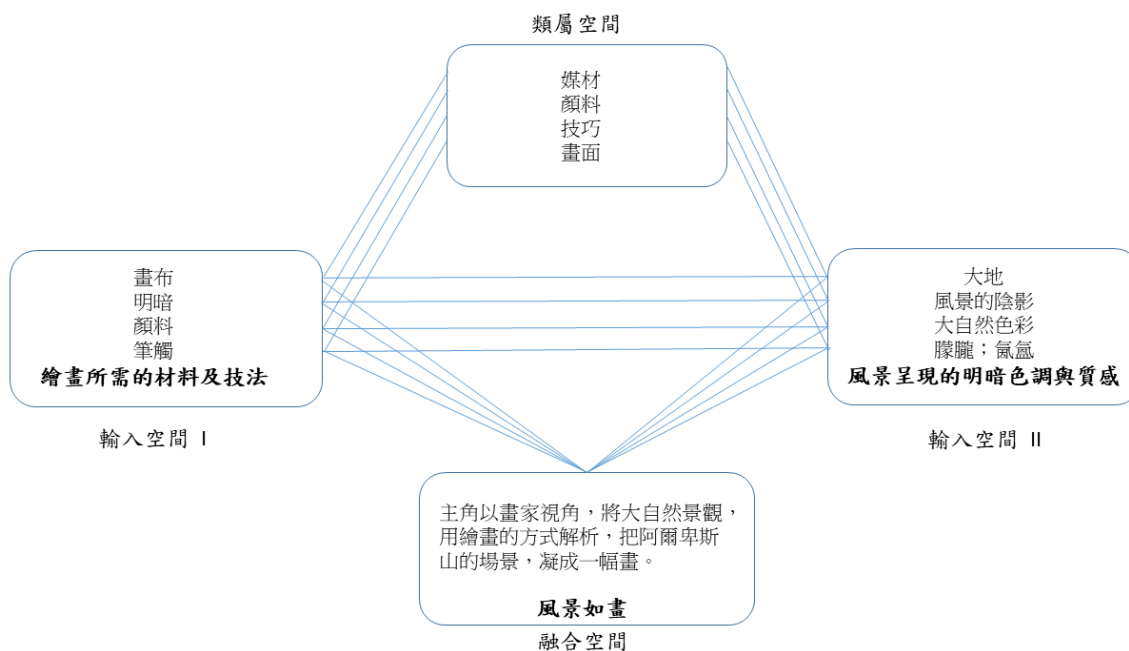 類屬空間
媒材
顏料
技巧
畫面
畫布
明暗
顏料
筆觸
繪畫所需的材料及技法
輸入空間 I
大地
風景的陰影
大自然色彩
朦朧；氤氳
風景呈現的明暗色調與質感
輸入空間 II
主角以畫家視角，將大自然景觀，
用繪畫的方式解析，把阿爾卑斯
山的場景，凝成一幅畫。
風景如畫
融合空間